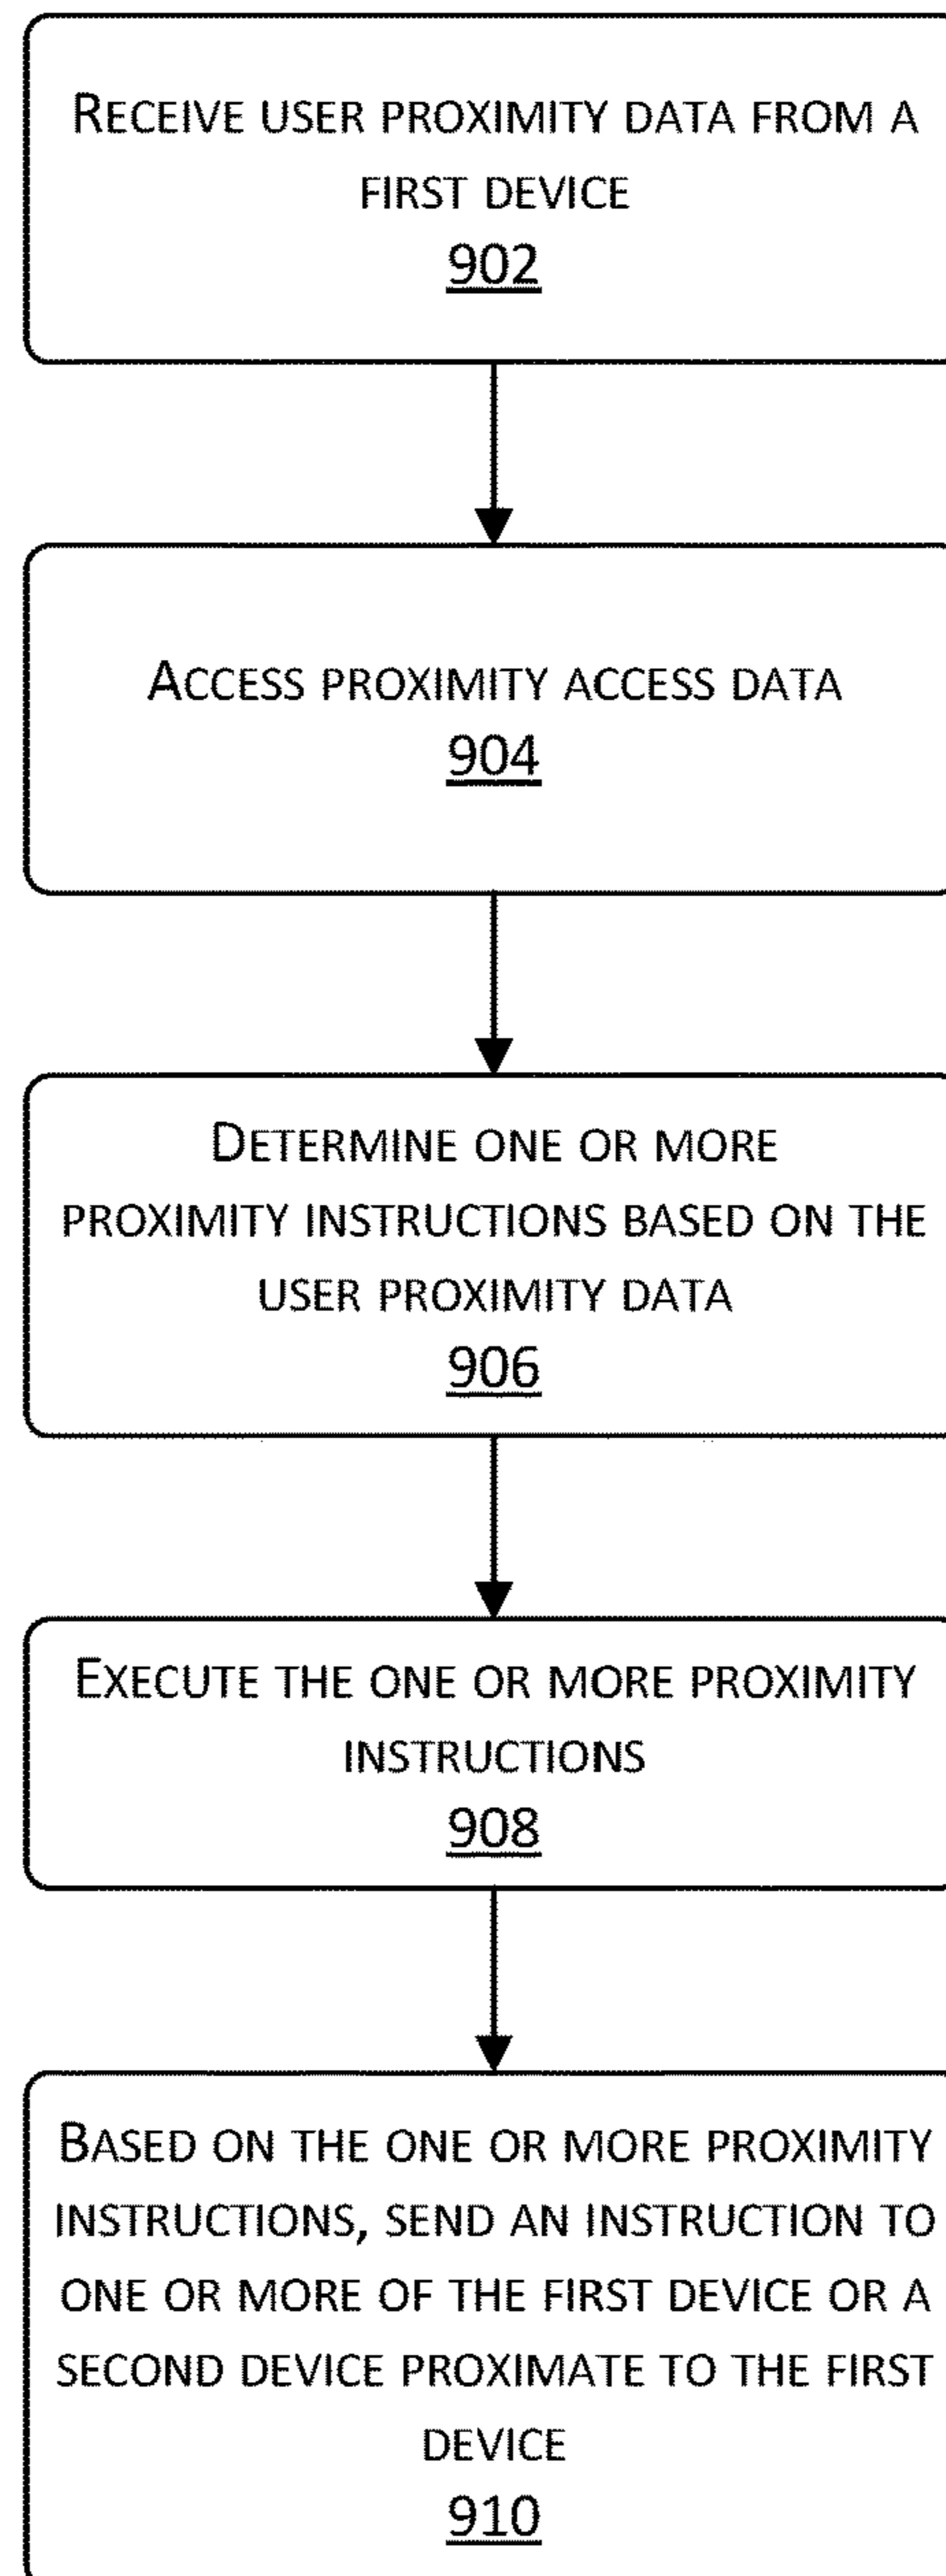 RECEIVE USER PROXIMITY DATA FROM A
FIRST DEVICE
902
ACCESS PROXIMITY ACCESS DATA
904
DETERMINE ONE OR MORE
PROXIMITY INSTRUCTIONS BASED ON THE
USER PROXIMITY DATA
906
EXECUTE THE ONE OR MORE PROXIMITY
INSTRUCTIONS
908
BASED ON THE ONE OR MORE PROXIMITY
INSTRUCTIONS, SEND AN INSTRUCTION TO
ONE OR MORE OF THE FIRST DEVICE OR A
SECOND DEVICE PROXIMATE TO THE FIRST
DEVICE
910